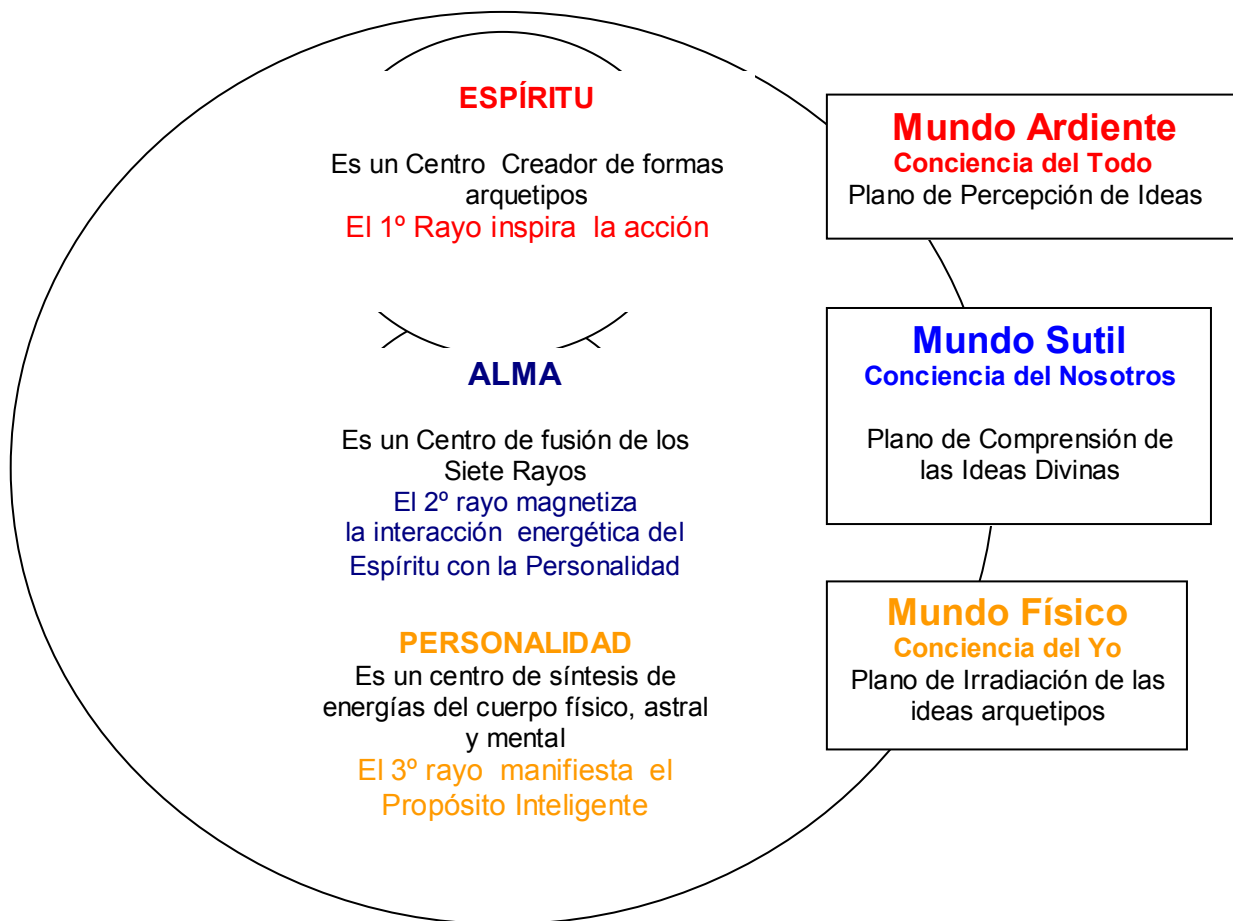 ESPÍRITU
Es un Centro Creador de formas
arquetipos
El 1º Rayo inspira la acción
Mundo Ardiente
Conciencia del Todo
Plano de Percepción de Ideas
ALMA
Es un Centro de fusión de los
Siete Rayos
El 2º rayo magnetiza
la interacción energética del
Espíritu con la Personalidad
Mundo Sutil
Conciencia del Nosotros
Plano de Comprensión de
las Ideas Divinas
PERSONALIDAD
Es un centro de síntesis de
energías del cuerpo físico, astral
y mental
El 3º rayo manifiesta el
Propósito Inteligente
Mundo Físico
Conciencia del Yo
Plano de Irradiación de las
ideas arquetipos